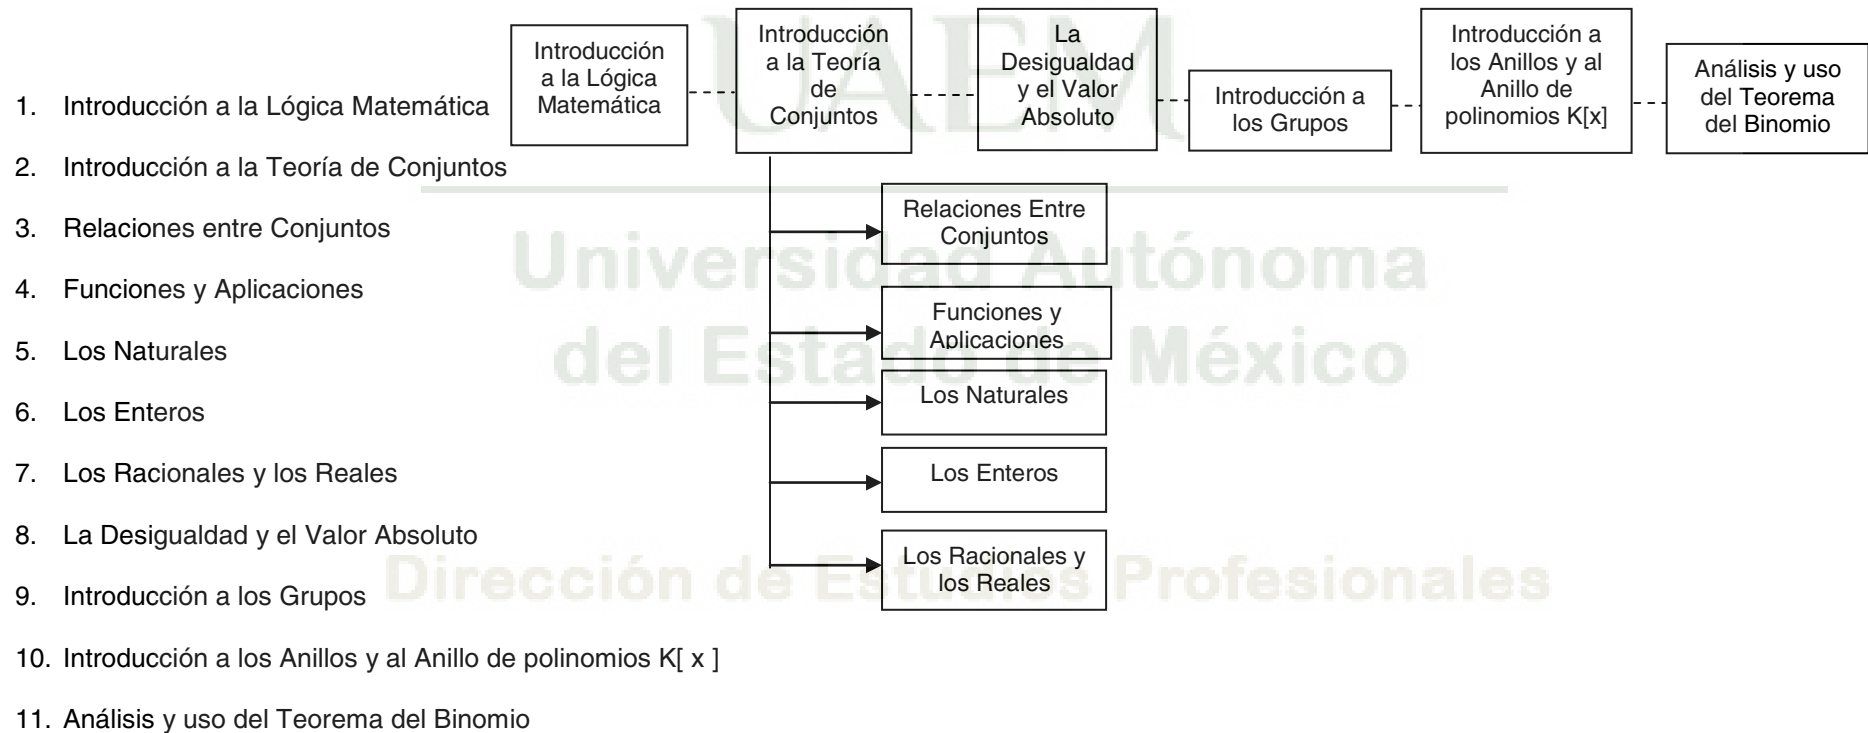 1. Introducción a la Lógica Matemática
2. Introducción a la Teoría de Conjuntos
3. Relaciones entre Conjuntos
4. Funciones y Aplicaciones
5. Los Naturales
6. Los Enteros
7. Los Racionales y los Reales
8. La Desigualdad y el Valor Absoluto
9. Introducción a los Grupos
10. Introducción a los Anillos y al Anillo de polinomios K[ x ]
11. Análisis y uso del Teorema del Binomio
Introducción
a la Lógica
Matemática
Introducción
a la Teoría
de
Conjuntos
La
Desigualdad
y el Valor
Absoluto
Introducción a
los Grupos
Introducción a
los Anillos y al
Anillo de
polinomios K[x]
Análisis y uso
del Teorema
del Binomio
Relaciones Entre
Conjuntos
Funciones y
Aplicaciones
Los Naturales
Los Enteros
Los Racionales y
los Reales
UAEM
Universidad Autónoma
del Estado de México
Dirección de Estudios Profesionales